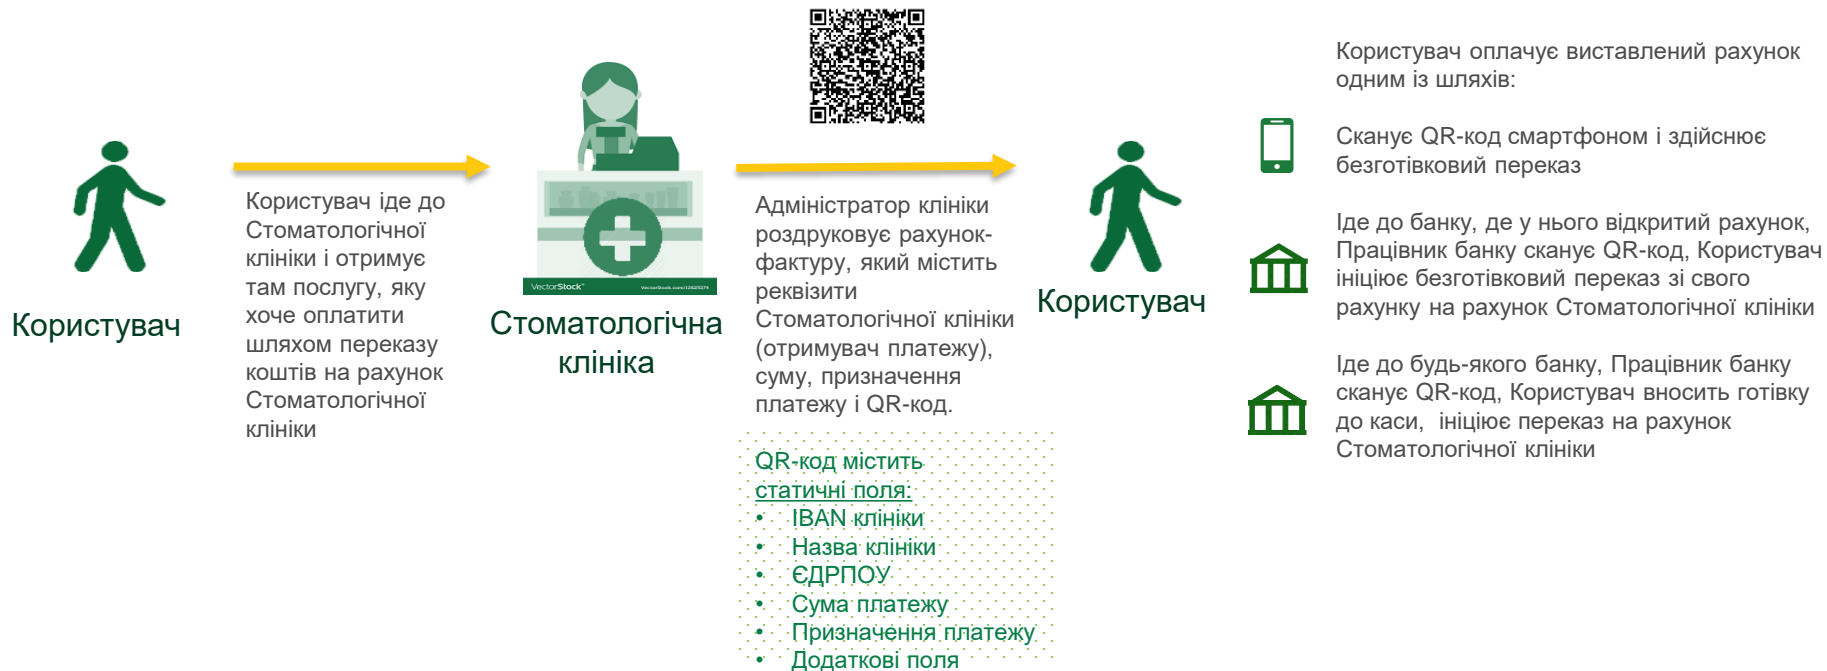 Користувач
Користувач іде до
Стоматологічної
клініки і отримує
там послугу, яку
хоче оплатити
шляхом переказу
коштів на рахунок
Стоматологічної
клініки
VectorStock®
VectorStock.com/12625274
Стоматологічна
клініка
Адміністратор клініки
роздруковує рахунок-
фактуру, який містить
реквізити
Стоматологічної клініки
(отримувач платежу),
суму, призначення
платежу і QR-код.
QR-код містить
статичні поля:
• IBAN клініки
• Назва клініки
• ЄДРПОУ
• Сума платежу
• Призначення платежу
• Додаткові поля
Користувач
Користувач оплачує виставлений рахунок
одним із шляхів:
Сканує QR-код смартфоном і здійснює
безготівковий переказ
Іде до банку, де у нього відкритий рахунок,
Працівник банку сканує QR-код, Користувач
ініціює безготівковий переказ зі свого
рахунку на рахунок Стоматологічної клініки
Іде до будь-якого банку, Працівник банку
сканує QR-код, Користувач вносить готівку
до каси, ініціює переказ на рахунок
Стоматологічної клініки